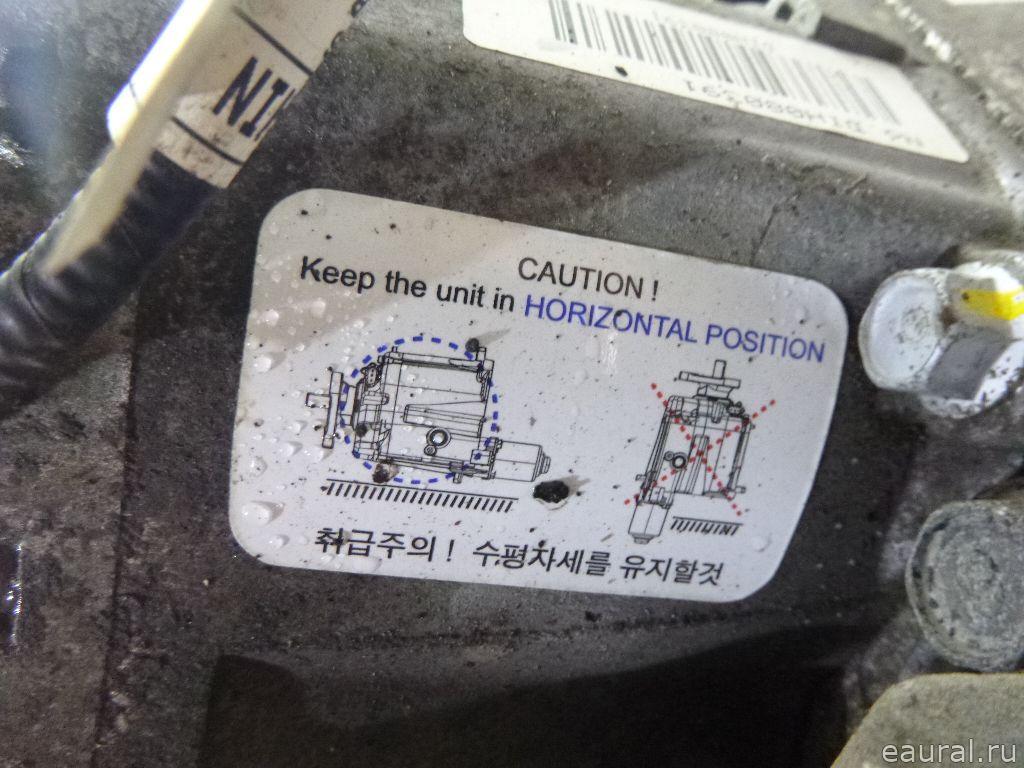 CAUTION !
Keep the unit in HORIZONTAL POSITION
취급주의 ! 수평차세를 유지할것
eaural.ru